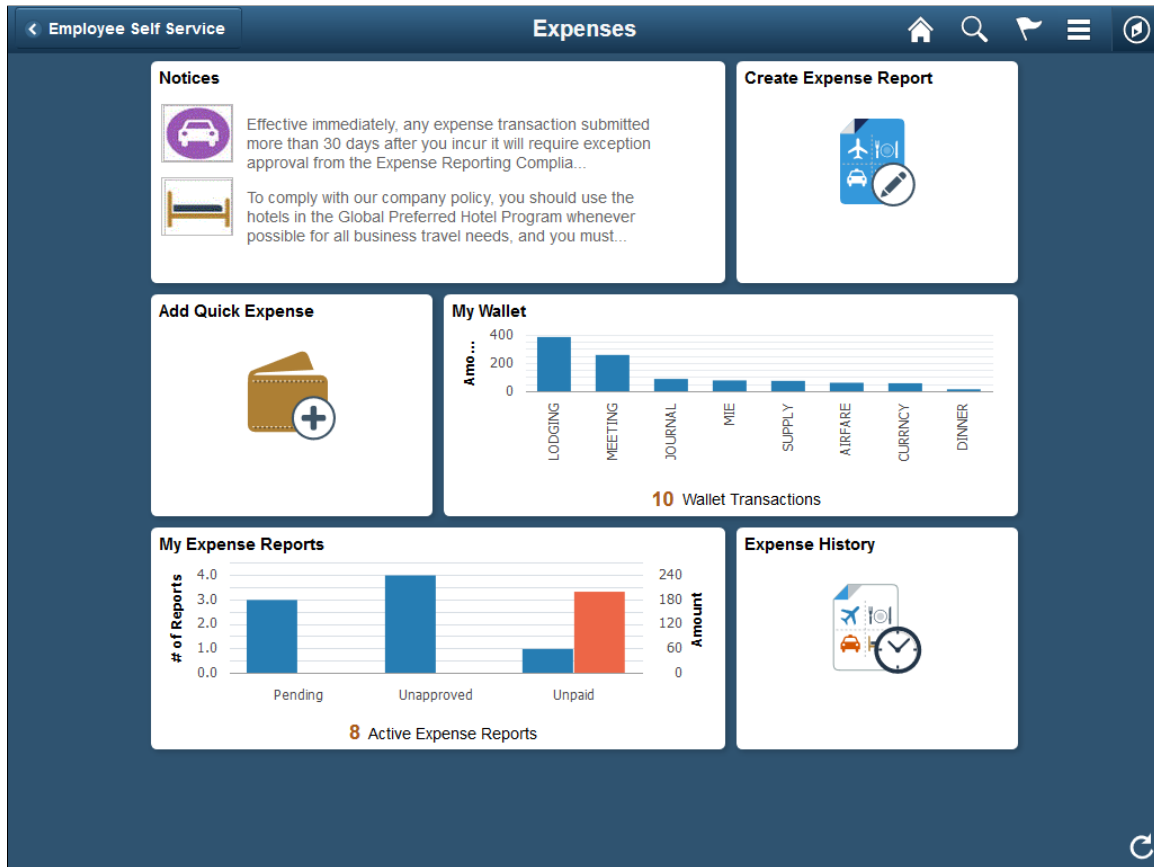 Employee Self Service
Expenses
Notices
Effective immediately, any expense transaction submitted
more than 30 days after you incur it will require exception
approval from the Expense Reporting Complia...
To comply with our company policy, you should use the
hotels in the Global Preferred Hotel Program whenever
possible for all business travel needs, and you must...
Create Expense Report
Add Quick Expense
My Wallet
Amo...
400
200
0
LODGING
MEETING
JOURNAL
MIE
SUPPLY
AIRFARE
CURRNCY
DINNER
10 Wallet Transactions
My Expense Reports
# of Reports
4.0
3.0
2.0
1.0
0.0
240
180
120
60
0
Amount
Pending
Unapproved
Unpaid
8 Active Expense Reports
Expense History